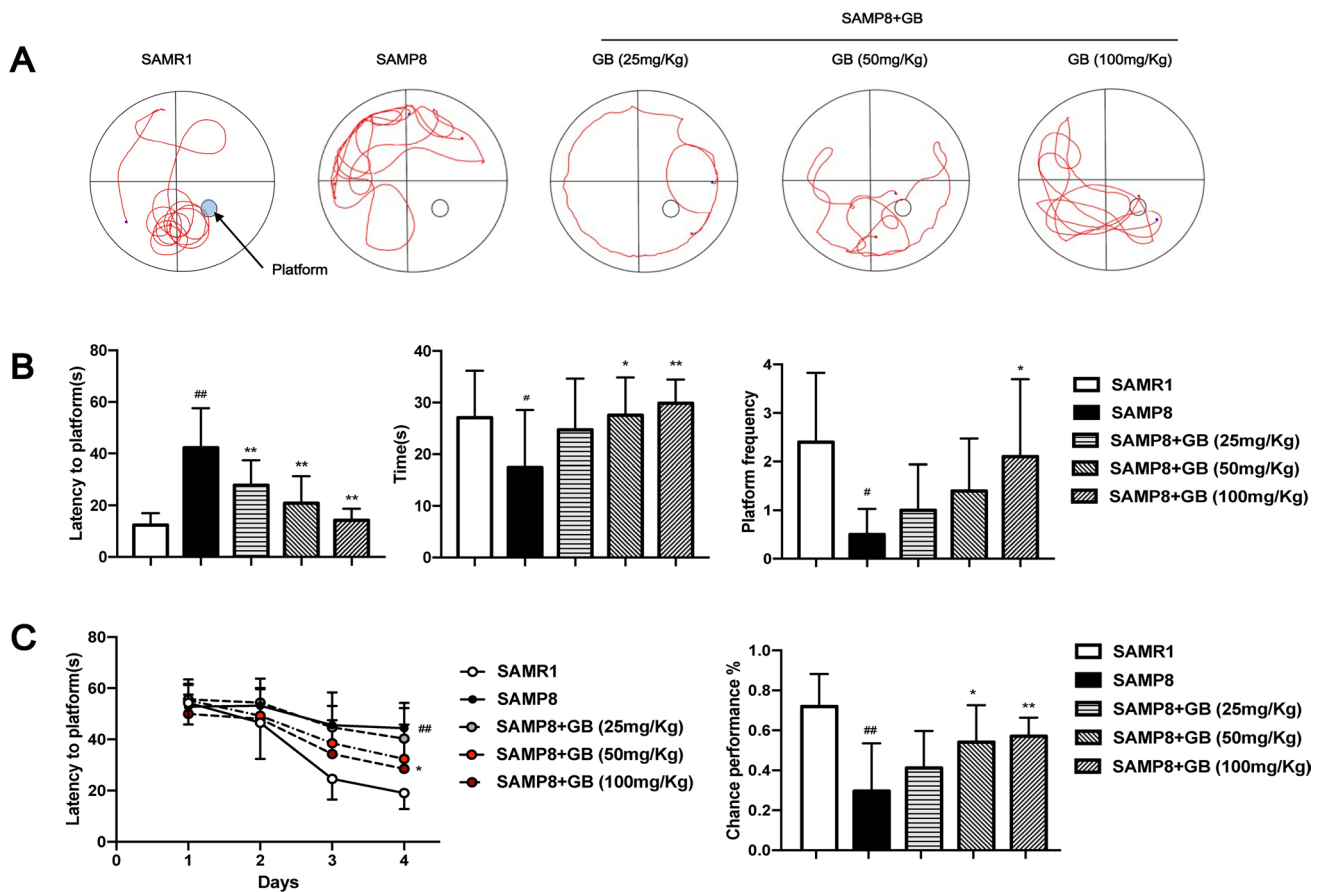 SAMP8+GB
A
SAMR1
SAMP8
GB (25mg/Kg)
GB (50mg/Kg)
GB (100mg/Kg)
Platform
B
Latency to platform(s)
80
60
40
20
0
##
**
**
**
Time(s)
40
30
20
10
0
#
*
**
Platform frequency
4
3
2
1
0
#
*
SAMR1
SAMP8
SAMP8+GB (25mg/Kg)
SAMP8+GB (50mg/Kg)
SAMP8+GB (100mg/Kg)
C
Latency to platform(s)
80
60
40
20
0
0
1
2
3
4
Days
##
*
SAMR1
SAMP8
SAMP8+GB (25mg/Kg)
SAMP8+GB (50mg/Kg)
SAMP8+GB (100mg/Kg)
Chance performance %
1.0
0.8
0.6
0.4
0.2
0.0
##
*
**
SAMR1
SAMP8
SAMP8+GB (25mg/Kg)
SAMP8+GB (50mg/Kg)
SAMP8+GB (100mg/Kg)